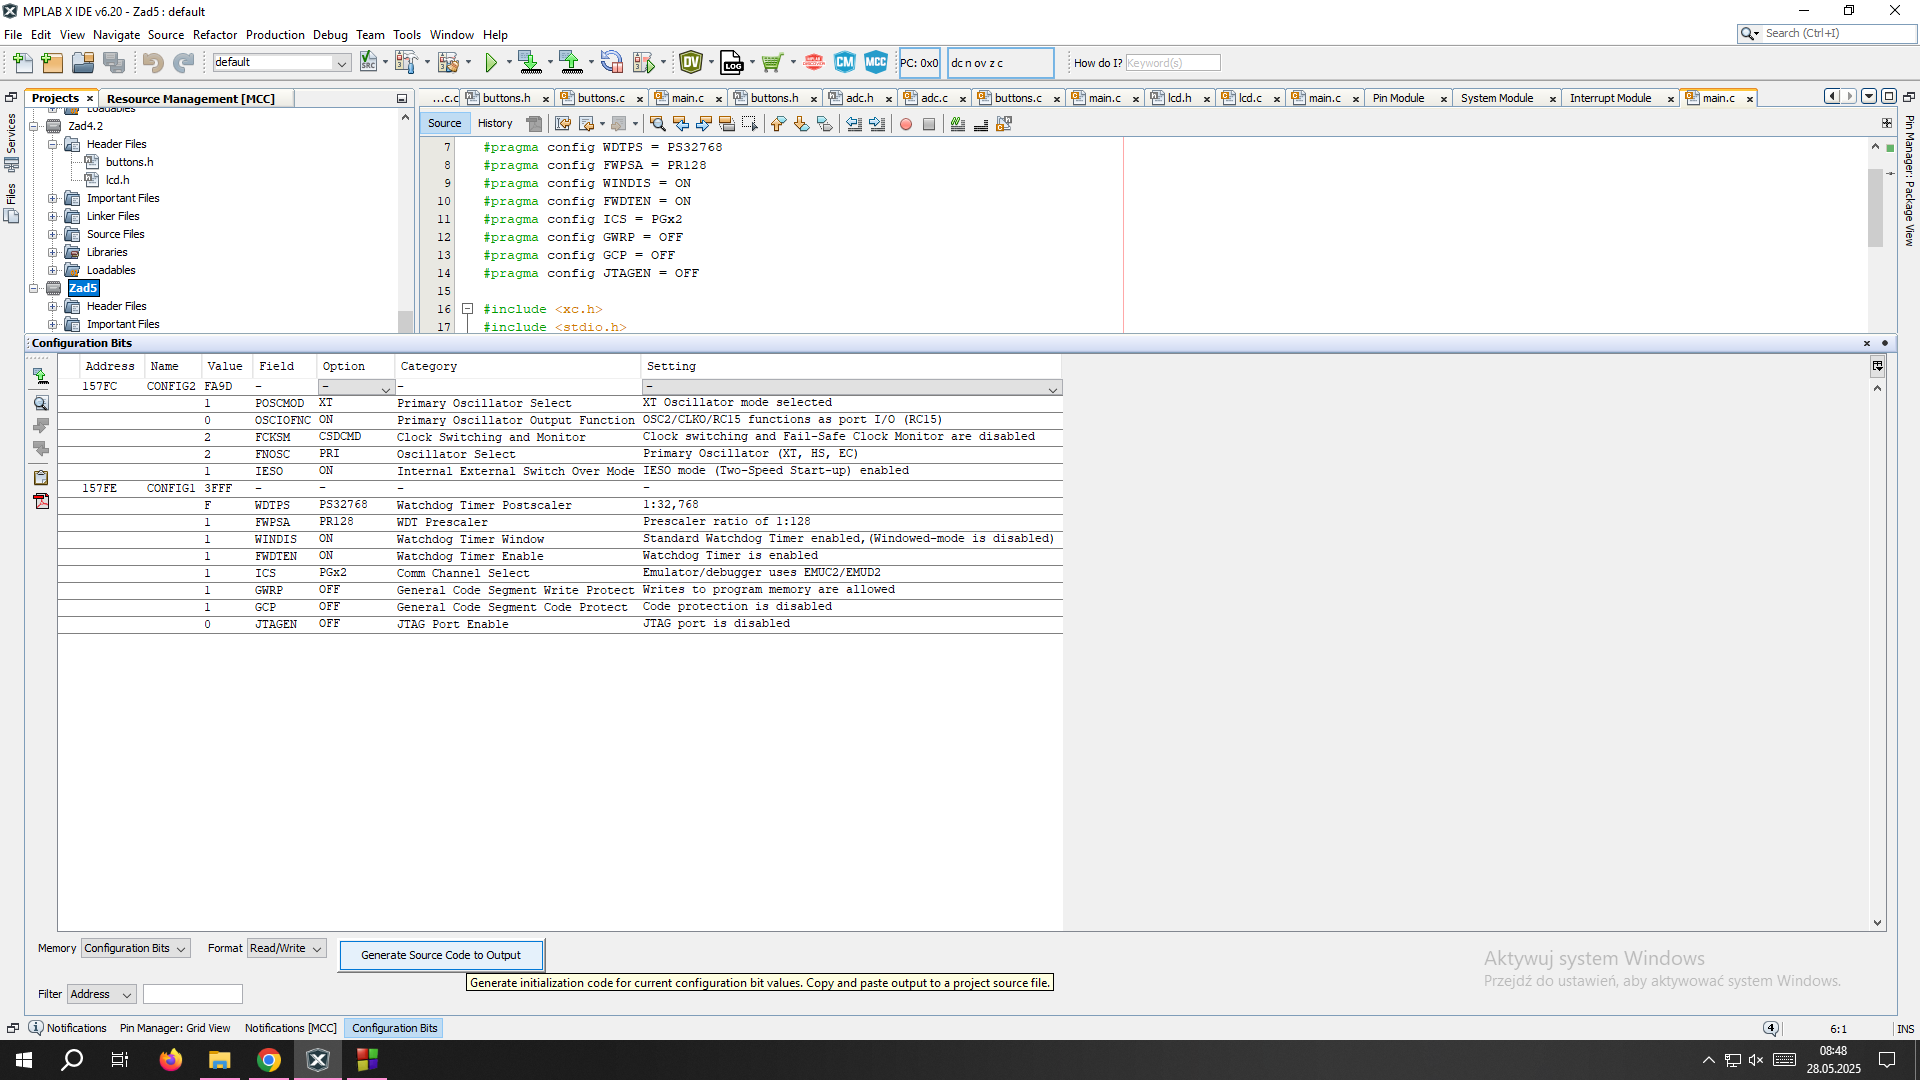 MPLAB X IDE v6.20 - Zad5 : default
File Edit View Navigate Source Refactor Production Debug Team Tools Window Help
Search (Ctrl+I)
default
PC: 0x0
dc n ov z c
How do I?
Keyword(s)
Projects
Resource Management [MCC]
...c.c
buttons.h
buttons.c
main.c
buttons.h
adc.h
adc.c
buttons.c
main.c
lcd.h
lcd.c
main.c
Pin Module
System Module
Interrupt Module
main.c
Services
Files
Pin Manager: Package View
Source
History
Loadables
Zad4.2
Header Files
buttons.h
lcd.h
Important Files
Linker Files
Source Files
Libraries
Loadables
Zad5
Header Files
Important Files
7 #pragma config WDTPS = PS32768
8 #pragma config FWPSA = PR128
9 #pragma config WINDIS = ON
10 #pragma config FWDTEN = ON
11 #pragma config ICS = PGx2
12 #pragma config GWRP = OFF
13 #pragma config GCP = OFF
14 #pragma config JTAGEN = OFF
15
16 #include <xc.h>
17 #include <stdio.h>
Configuration Bits
Address Name Value Field Option Category Setting
157FC CONFIG2 FA9D - - - -
1 POSCMOD XT Primary Oscillator Select XT Oscillator mode selected
0 OSCIOFNC ON Primary Oscillator Output Function OSC2/CLKO/RC15 functions as port I/O (RC15)
2 FCKSM CSDCMD Clock Switching and Monitor Clock switching and Fail-Safe Clock Monitor are disabled
2 FNOSC PRI Oscillator Select Primary Oscillator (XT, HS, EC)
1 IESO ON Internal External Switch Over Mode IESO mode (Two-Speed Start-up) enabled
157FE CONFIG1 3FFF - - - -
F WDTPS PS32768 Watchdog Timer Postscaler 1:32,768
1 FWPSA PR128 WDT Prescaler Prescaler ratio of 1:128
1 WINDIS ON Watchdog Timer Window Standard Watchdog Timer enabled,(Windowed-mode is disabled)
1 FWDTEN ON Watchdog Timer Enable Watchdog Timer is enabled
1 ICS PGx2 Comm Channel Select Emulator/debugger uses EMUC2/EMUD2
1 GWRP OFF General Code Segment Write Protect Writes to program memory are allowed
1 GCP OFF General Code Segment Code Protect Code protection is disabled
0 JTAGEN OFF JTAG Port Enable JTAG port is disabled
Memory Configuration Bits Format Read/Write Generate Source Code to Output
Generate initialization code for current configuration bit values. Copy and paste output to a project source file.
Filter Address
Aktywuj system Windows
Przejdź do ustawień, aby aktywować system Windows.
Notifications Pin Manager: Grid View Notifications [MCC] Configuration Bits
4
6:1
INS
08:48
28.05.2025